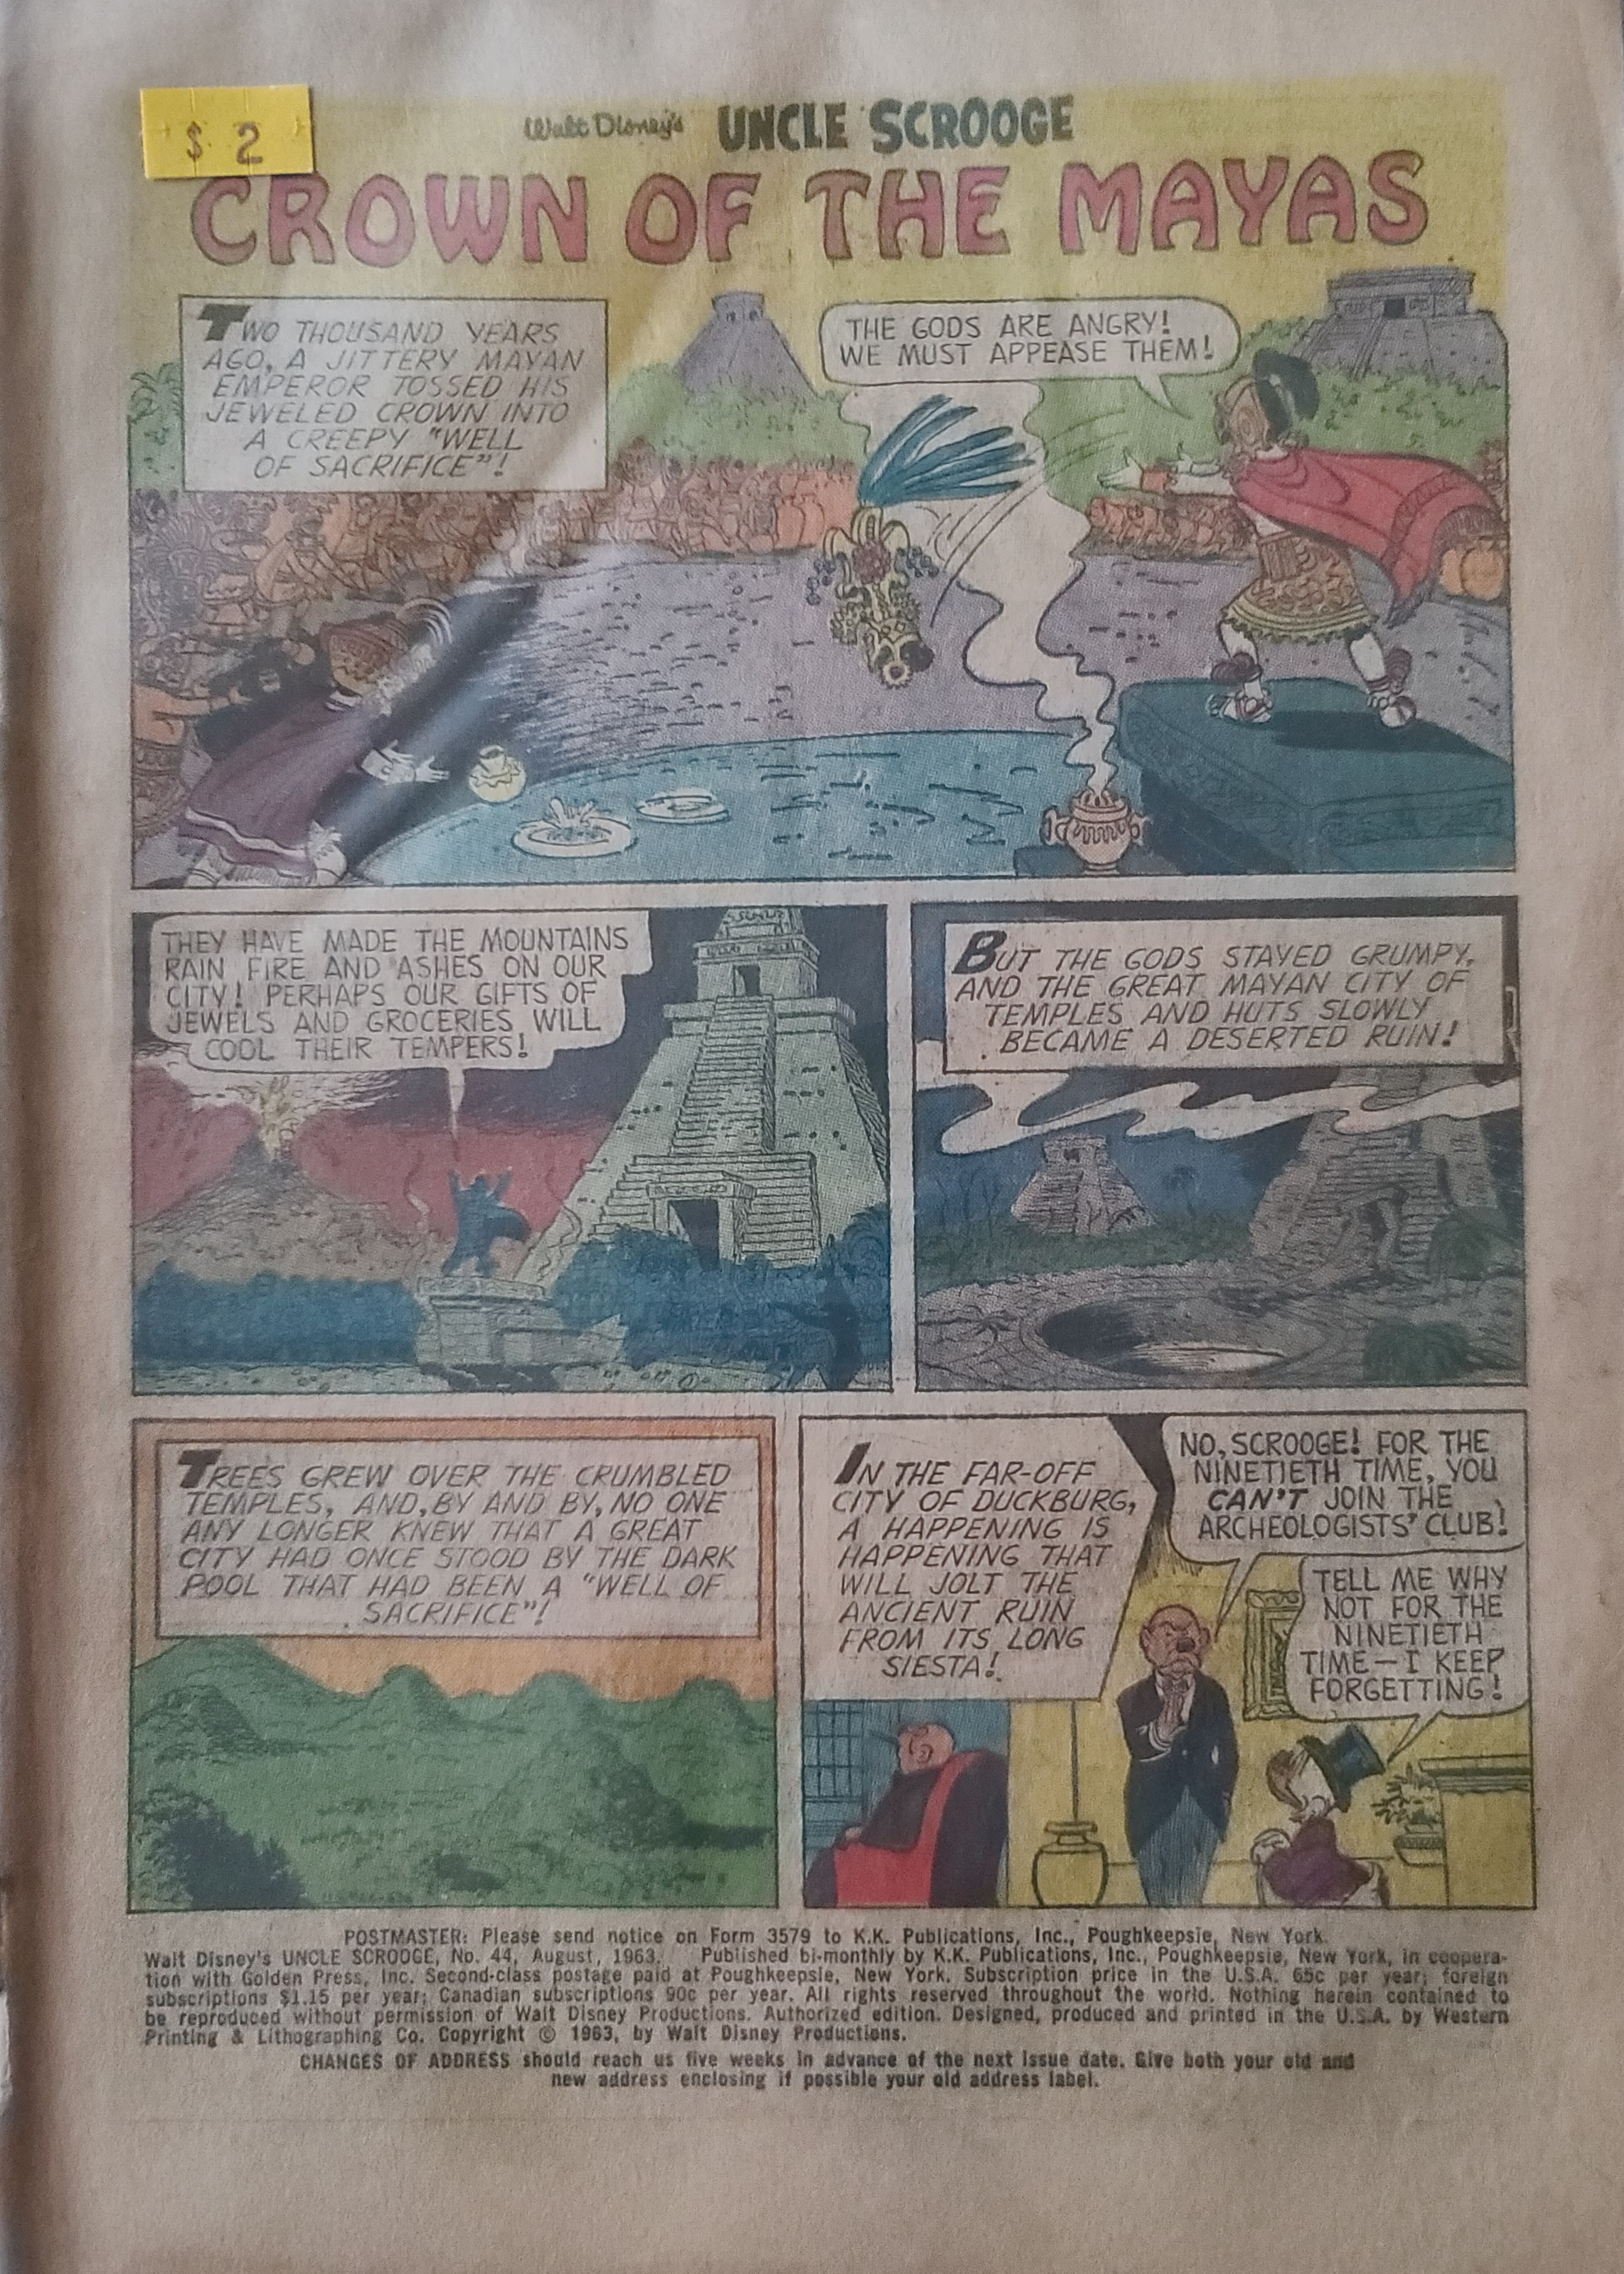 $ 2
Walt Disney's UNCLE SCROOGE
CROWN OF THE MAYAS
TWO THOUSAND YEARS
AGO, A JITTERY MAYAN
EMPEROR TOSSED HIS
JEWELED CROWN INTO
A CREEPY "WELL
OF SACRIFICE"!
THE GODS ARE ANGRY!
WE MUST APPEASE THEM!
THEY HAVE MADE THE MOUNTAINS
RAIN FIRE AND ASHES ON OUR
CITY! PERHAPS OUR GIFTS OF
JEWELS AND GROCERIES WILL
COOL THEIR TEMPERS!
BUT THE GODS STAYED GRUMPY,
AND THE GREAT MAYAN CITY OF
TEMPLES AND HUTS SLOWLY
BECAME A DESERTED RUIN!
TREES GREW OVER THE CRUMBLED
TEMPLES, AND, BY AND BY, NO ONE
ANY LONGER KNEW THAT A GREAT
CITY HAD ONCE STOOD BY THE DARK
POOL THAT HAD BEEN A "WELL OF
SACRIFICE"!
IN THE FAR-OFF
CITY OF DUCKBURG,
A HAPPENING IS
HAPPENING THAT
WILL JOLT THE
ANCIENT RUIN
FROM ITS LONG
SIESTA!
NO, SCROOGE! FOR THE
NINETIETH TIME, YOU
CAN'T JOIN THE
ARCHEOLOGISTS' CLUB!
TELL ME WHY
NOT FOR THE
NINETIETH
TIME—I KEEP
FORGETTING!
POSTMASTER: Please send notice on Form 3579 to K.K. Publications, Inc., Poughkeepsie, New York.
Walt Disney's UNCLE SCROOGE, No. 44, August, 1963. Published bi-monthly by K.K. Publications, Inc., Poughkeepsie, New York, in coopera-
tion with Golden Press, Inc. Second-class postage paid at Poughkeepsie, New York. Subscription price in the U.S.A. 65c per year; foreign
subscriptions $1.15 per year; Canadian subscriptions 90c per year. All rights reserved throughout the world. Nothing herein contained to
be reproduced without permission of Walt Disney Productions. Authorized edition. Designed, produced and printed in the U.S.A. by Western
Printing & Lithographing Co. Copyright © 1963, by Walt Disney Productions.
CHANGES OF ADDRESS should reach us five weeks in advance of the next issue date. Give both your old and
new address enclosing if possible your old address label.